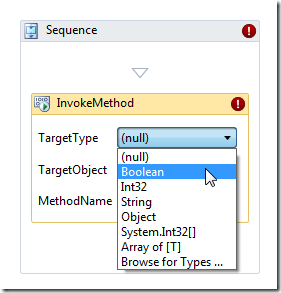 Sequence
InvokeMethod
TargetType (null)
(null)
TargetObject Boolean
Int32
MethodName String
Object
System.Int32[]
Array of [T]
Browse for Types ...